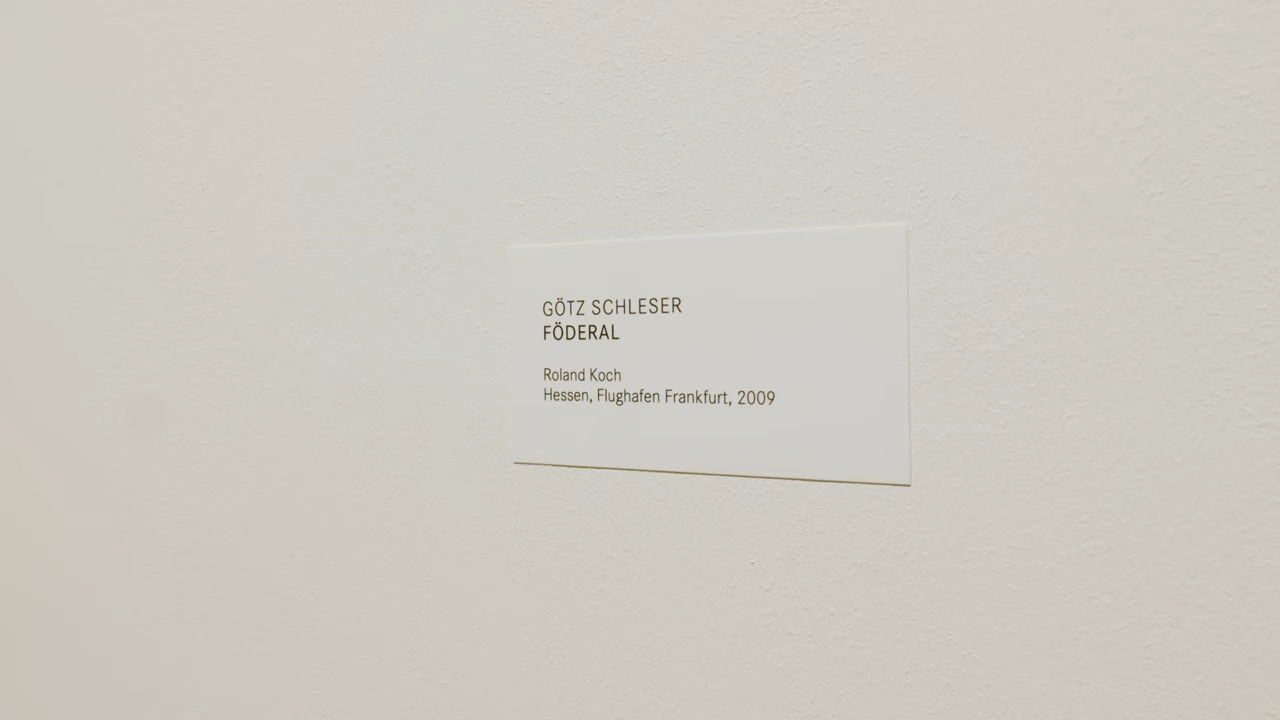 GÖTZ SCHLESER
FÖDERAL
Roland Koch
Hessen, Flughafen Frankfurt, 2009